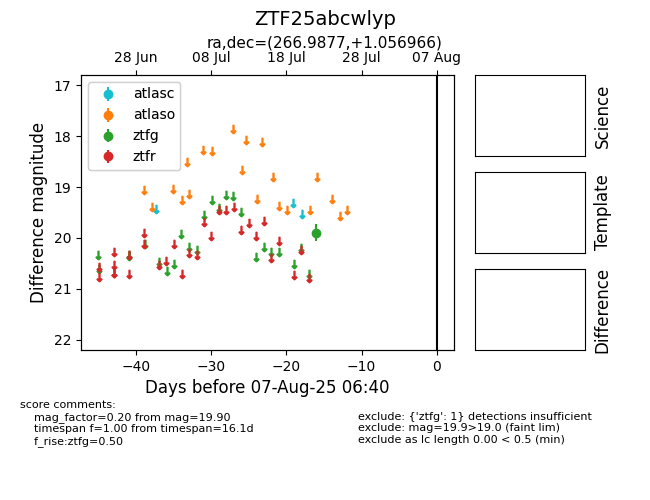 ZTF25abcwlyp
ra,dec=(266.9877,+1.056966)
28 Jun 08 Jul 18 Jul 28 Jul 07 Aug
atlasc
atlaso
ztfg
ztfr
17
18
19
20
21
22
Difference magnitude
−40 −30 −20 −10 0
Days before 07-Aug-25 06:40
Science
Template
Difference
score comments:
mag_factor=0.20 from mag=19.90
timespan f=1.00 from timespan=16.1d
f_rise:ztfg=0.50
exclude: {'ztfg': 1} detections insufficient
exclude: mag=19.9>19.0 (faint lim)
exclude as lc length 0.00 < 0.5 (min)